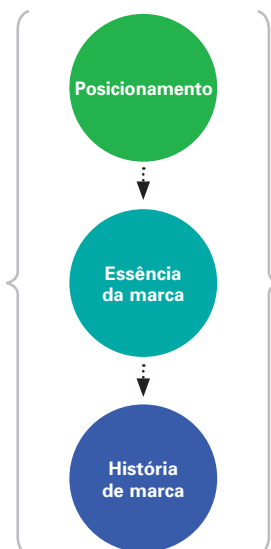 Posicionamento
Essência
da marca
História
de marca